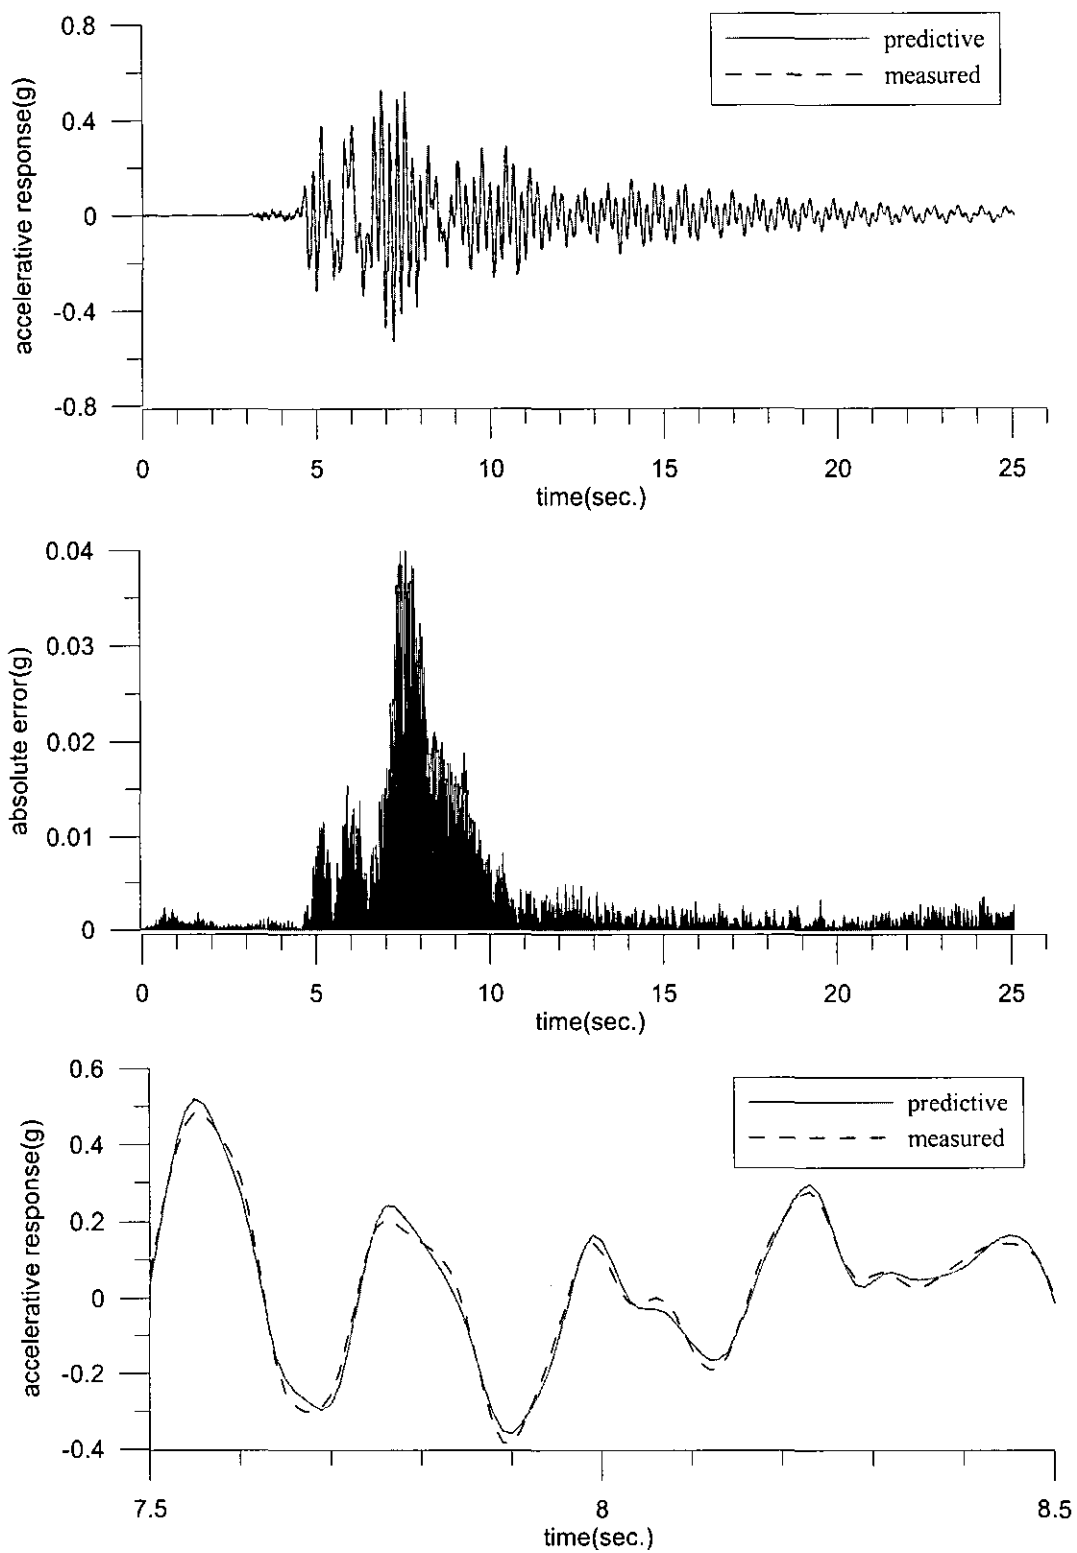 0.8
0.4
0
-0.4
-0.8
accelerative response(g)
predictive
measured
0 5 10 15 20 25
time(sec.)
0.04
0.03
0.02
0.01
0
absolute error(g)
0 5 10 15 20 25
time(sec.)
0.6
0.4
0.2
0
-0.2
-0.4
accelerative response(g)
predictive
measured
7.5 8 8.5
time(sec.)